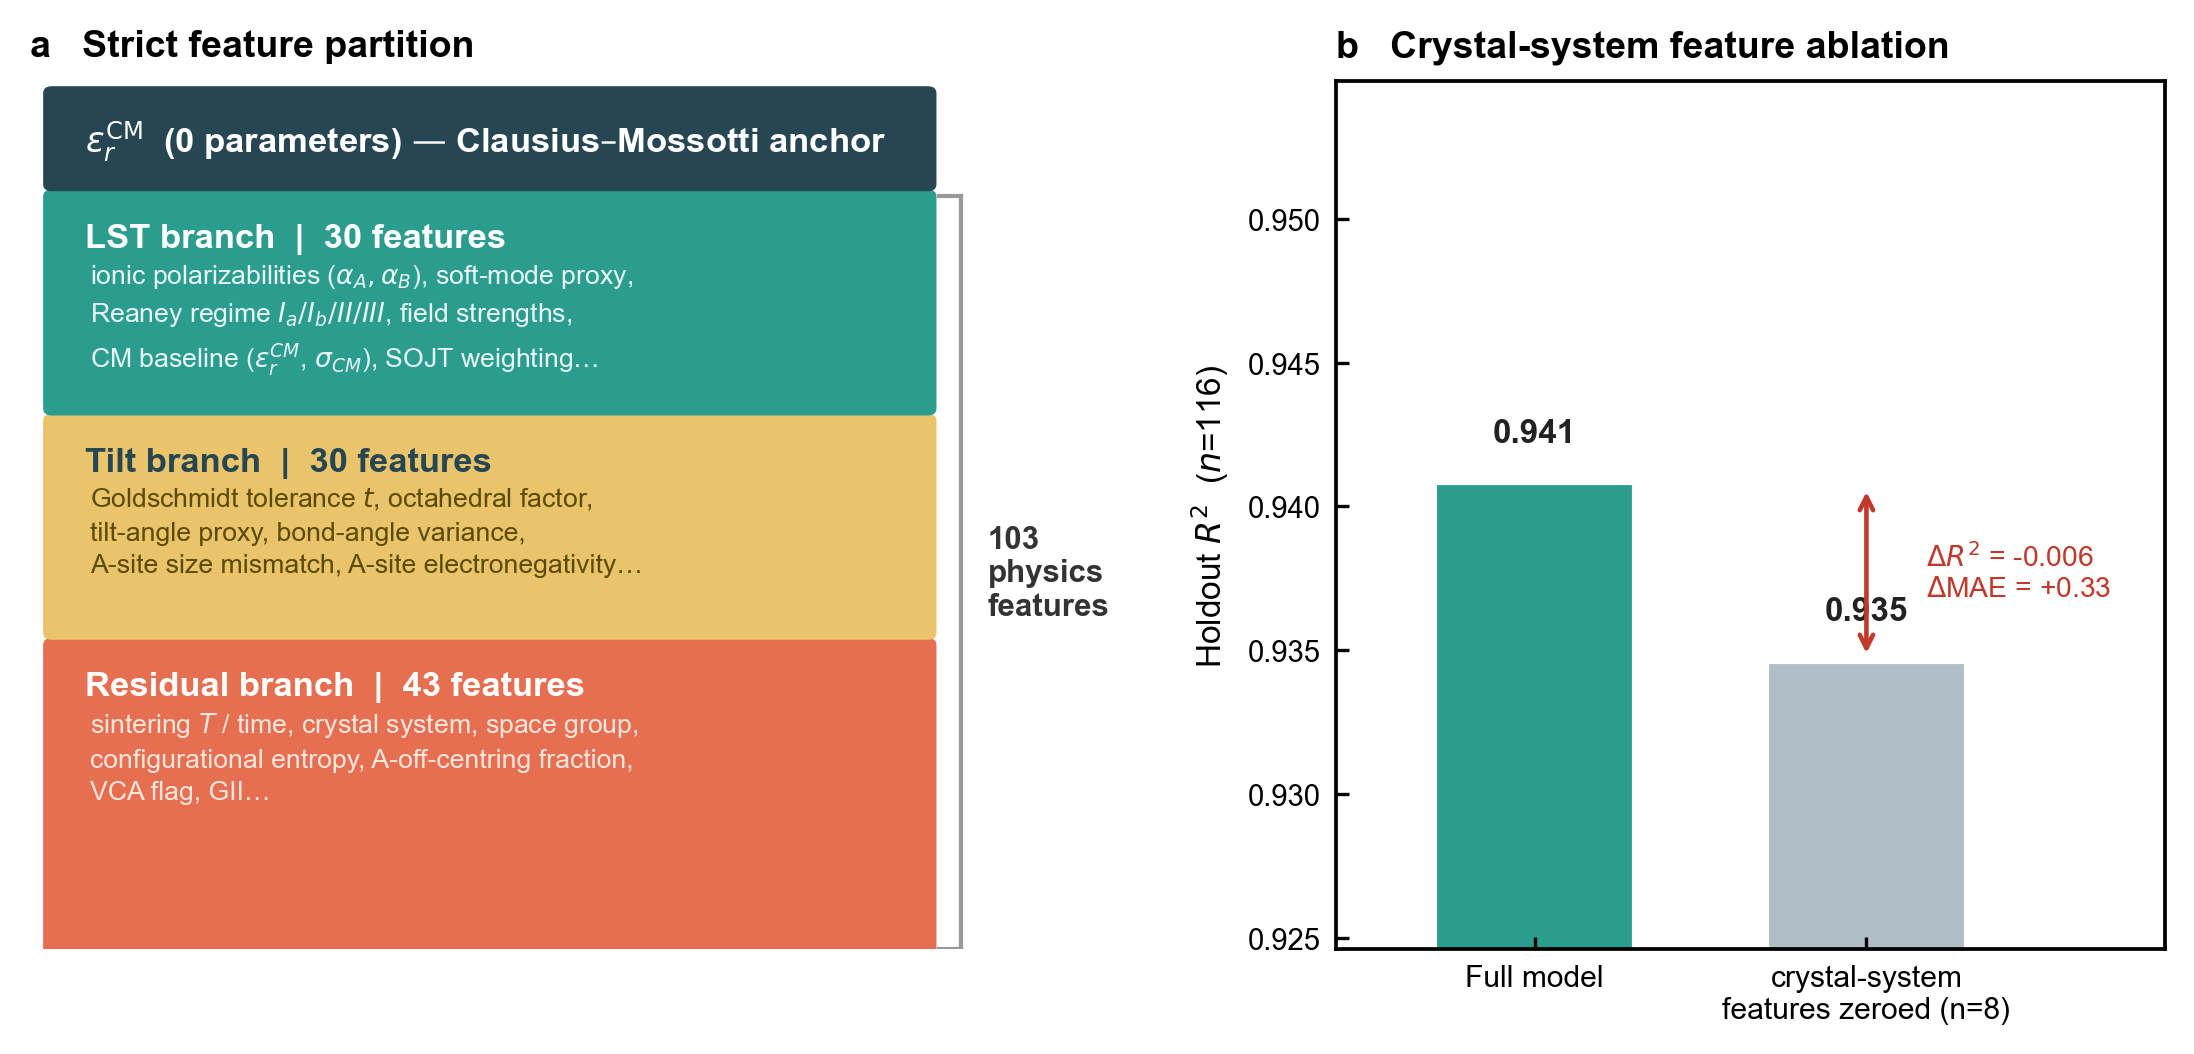 a Strict feature partition
εᵣᶜᴹ (0 parameters) — Clausius–Mossotti anchor
LST branch | 30 features
ionic polarizabilities (α_A, α_B), soft-mode proxy,
Reaney regime I_a/I_b/II/III, field strengths,
CM baseline (ε_r^CM, σ_CM), SOJT weighting…
Tilt branch | 30 features
Goldschmidt tolerance t, octahedral factor,
tilt-angle proxy, bond-angle variance,
A-site size mismatch, A-site electronegativity…
Residual branch | 43 features
sintering T / time, crystal system, space group,
configurational entropy, A-off-centring fraction,
VCA flag, GII…
103
physics
features
b Crystal-system feature ablation
Holdout R² (n=116)
0.950
0.945
0.940
0.935
0.930
0.925
0.941
0.935
ΔR² = -0.006
ΔMAE = +0.33
Full model
crystal-system
features zeroed (n=8)